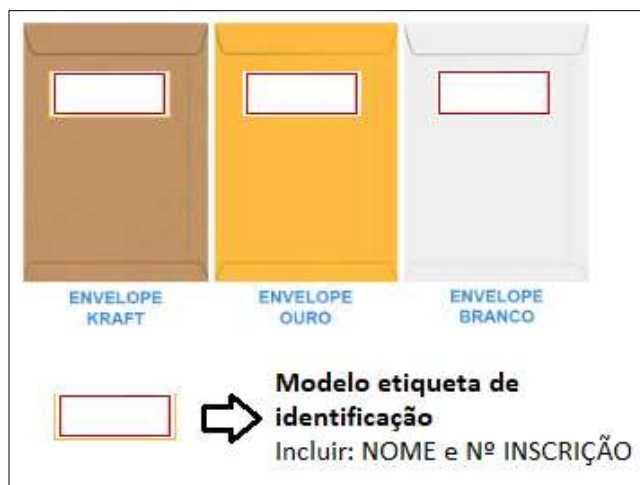 ENVELOPE
KRAFT
ENVELOPE
OURO
ENVELOPE
BRANCO
Modelo etiqueta de
identificação
Incluir: NOME e Nº INSCRIÇÃO